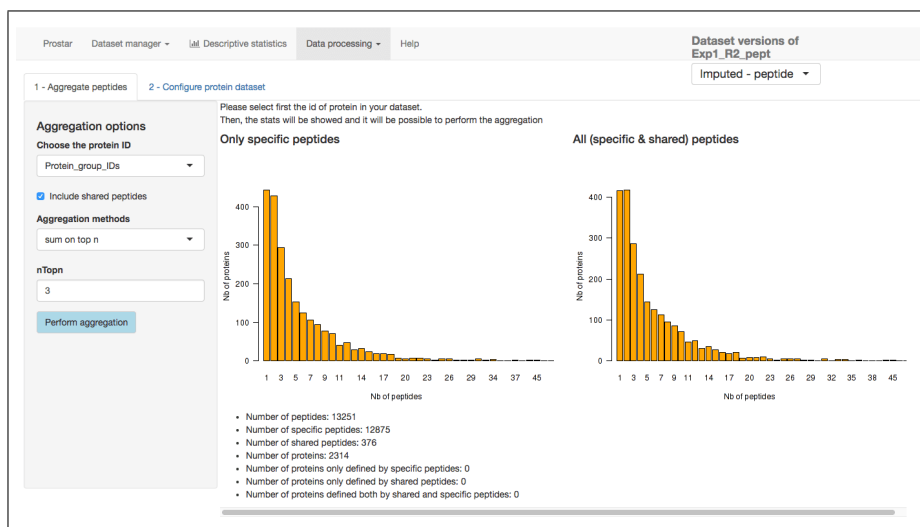 Prostar Dataset manager Descriptive statistics Data processing Help
Dataset versions of
Exp1_R2_pept
Imputed - peptide
1 - Aggregate peptides 2 - Configure protein dataset
Please select first the id of protein in your dataset.
Then, the stats will be showed and it will be possible to perform the aggregation
Aggregation options
Choose the protein ID
Protein_group_IDs
Include shared peptides
Aggregation methods
sum on top n
nTopn
3
Perform aggregation
Only specific peptides
400
300
200
100
0
Nb of proteins
1 3 5 7 9 11 14 17 20 23 26 29 34 37 45
Nb of peptides
All (specific & shared) peptides
400
300
200
100
0
Nb of proteins
1 3 5 7 9 11 14 17 20 23 26 29 32 35 38 45
Nb of peptides
• Number of peptides: 13251
• Number of specific peptides: 12875
• Number of shared peptides: 376
• Number of proteins: 2314
• Number of proteins only defined by specific peptides: 0
• Number of proteins only defined by shared peptides: 0
• Number of proteins defined both by shared and specific peptides: 0